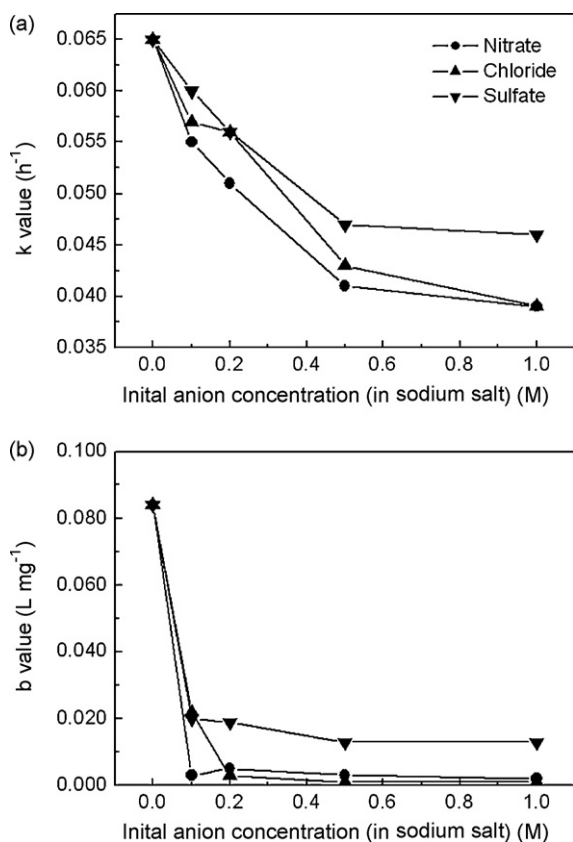 (a)
0.065
0.060
0.055
0.050
0.045
0.040
0.035
k value (h-1)
Nitrate
Chloride
Sulfate
0.0 0.2 0.4 0.6 0.8 1.0
Inital anion concentration (in sodium salt) (M)
(b)
0.100
0.080
0.060
0.040
0.020
0.000
b value (L mg-1)
0.0 0.2 0.4 0.6 0.8 1.0
Inital anion concentration (in sodium salt) (M)